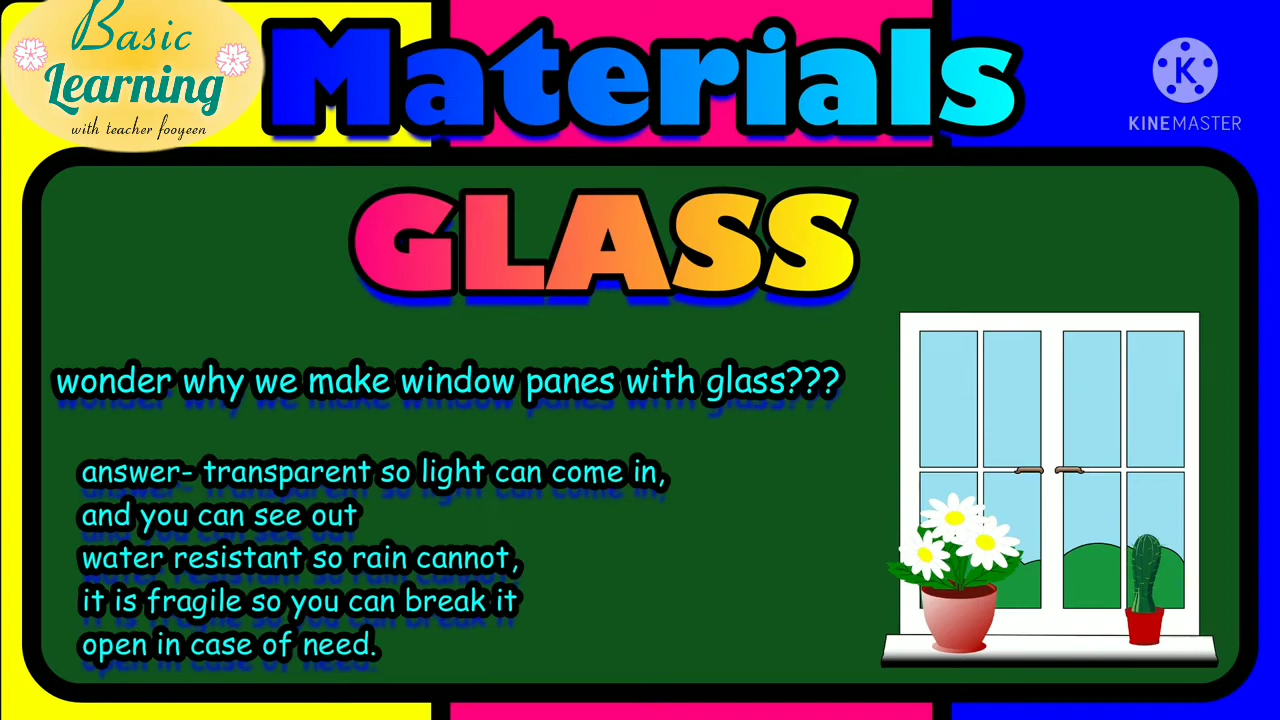 Basic
Learning
with teacher fooyeen
Materials
K
KINEMASTER
GLASS
wonder why we make window panes with glass???
answer- transparent so light can come in,
and you can see out
water resistant so rain cannot,
it is fragile so you can break it
open in case of need.